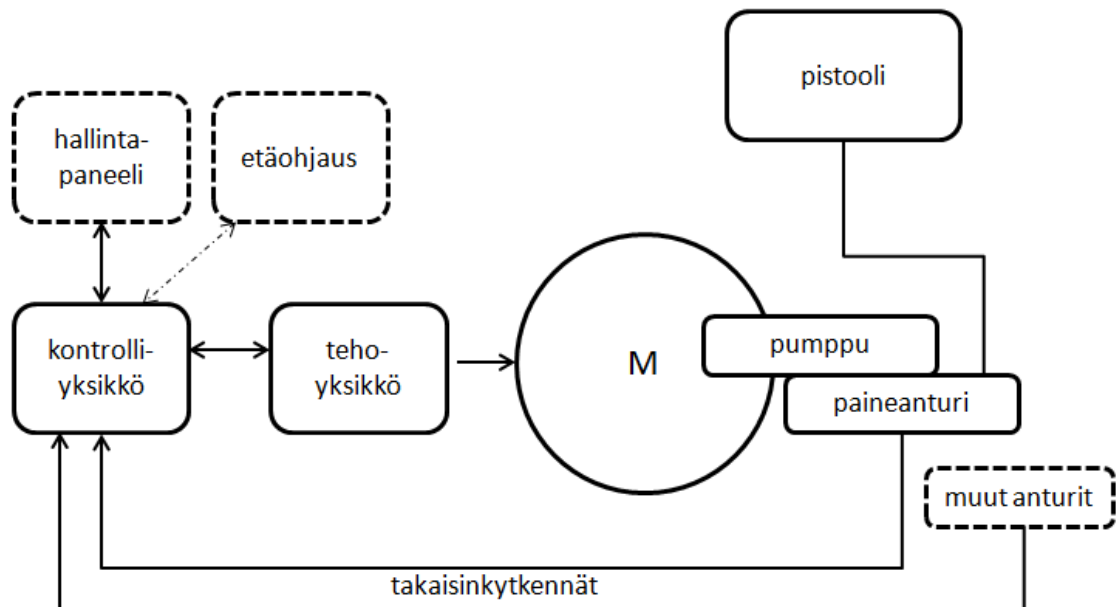 pistooli
hallinta-
paneeli
etäohjaus
kontrolli-
yksikkö
teho-
yksikkö
M
pumppu
paineanturi
muut anturit
takaisinkytkennät